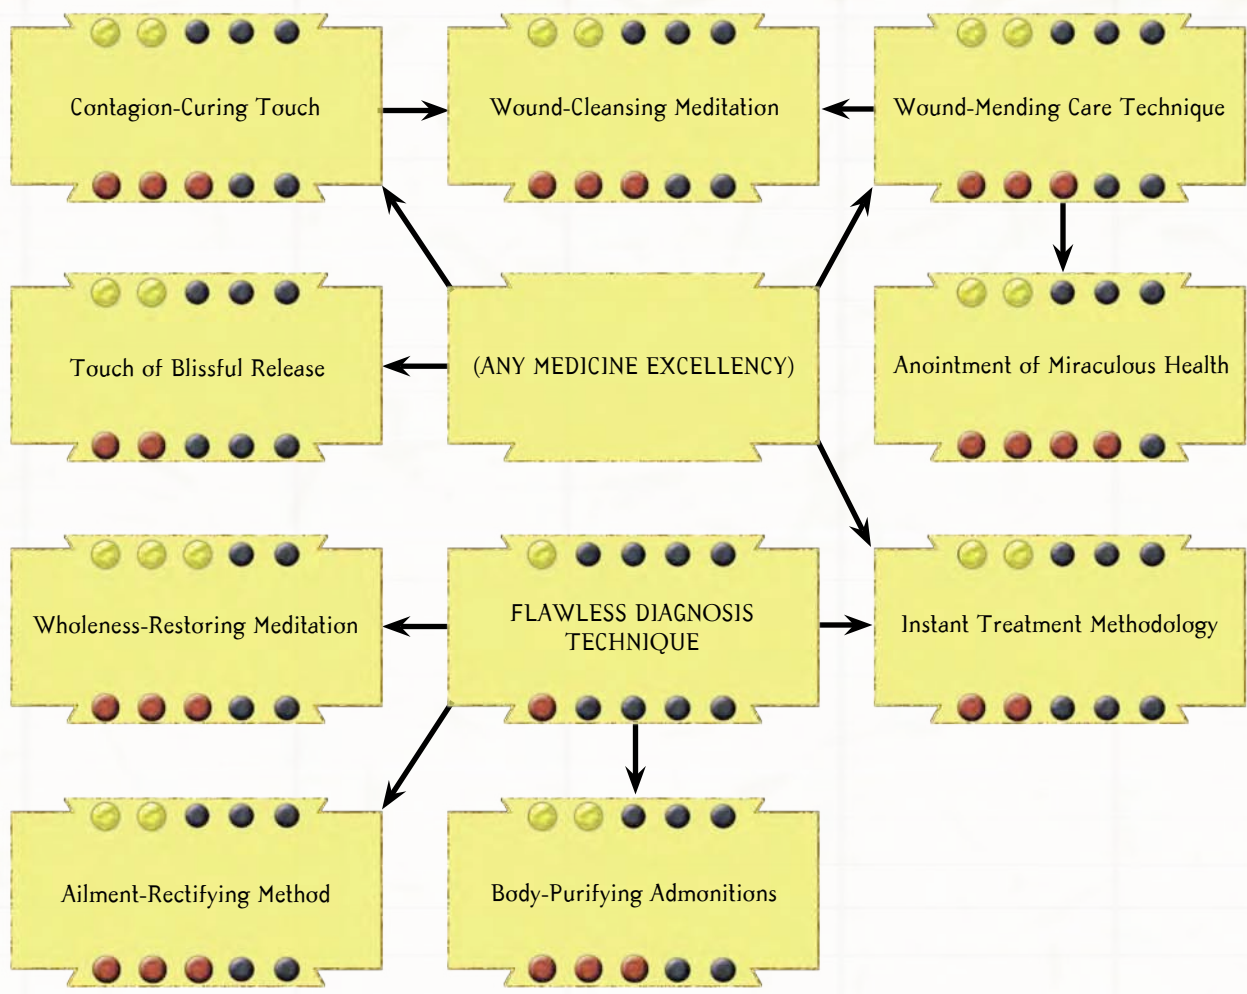 Contagion-Curing Touch
Wound-Cleansing Meditation
Wound-Mending Care Technique
Touch of Blissful Release
(ANY MEDICINE EXCELLENCY)
Anointment of Miraculous Health
Wholeness-Restoring Meditation
FLAWLESS DIAGNOSIS
TECHNIQUE
Instant Treatment Methodology
Ailment-Rectifying Method
Body-Purifying Admonitions